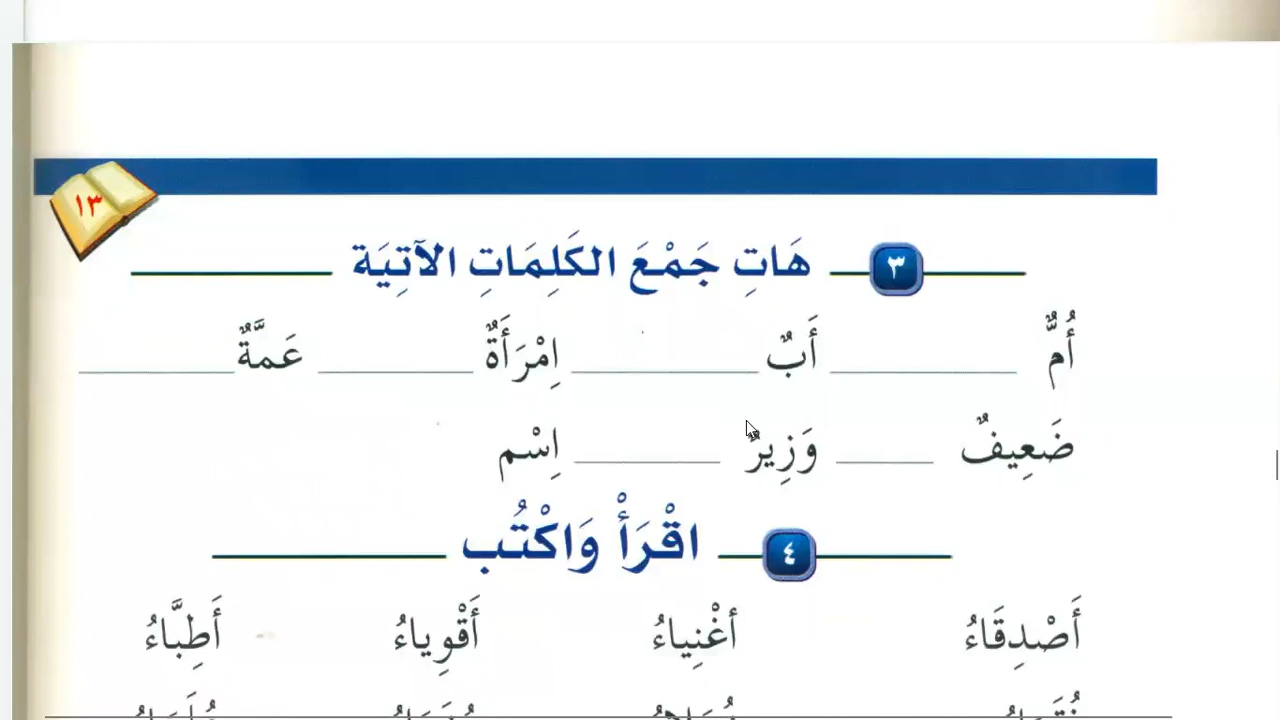 ١٣
٣ هَاتِ جَمْعَ الكَلِمَاتِ الآتِيَة
أُمٌّ أَبٌ اِمْرَأَةٌ عَمَّةٌ
ضَعِيفٌ وَزِيرٌ اِسْم
٤ اقْرَأْ وَاكْتُب
أَصْدِقَاءُ أغْنِياءُ أَقْوِياءُ أَطِبَّاءُ